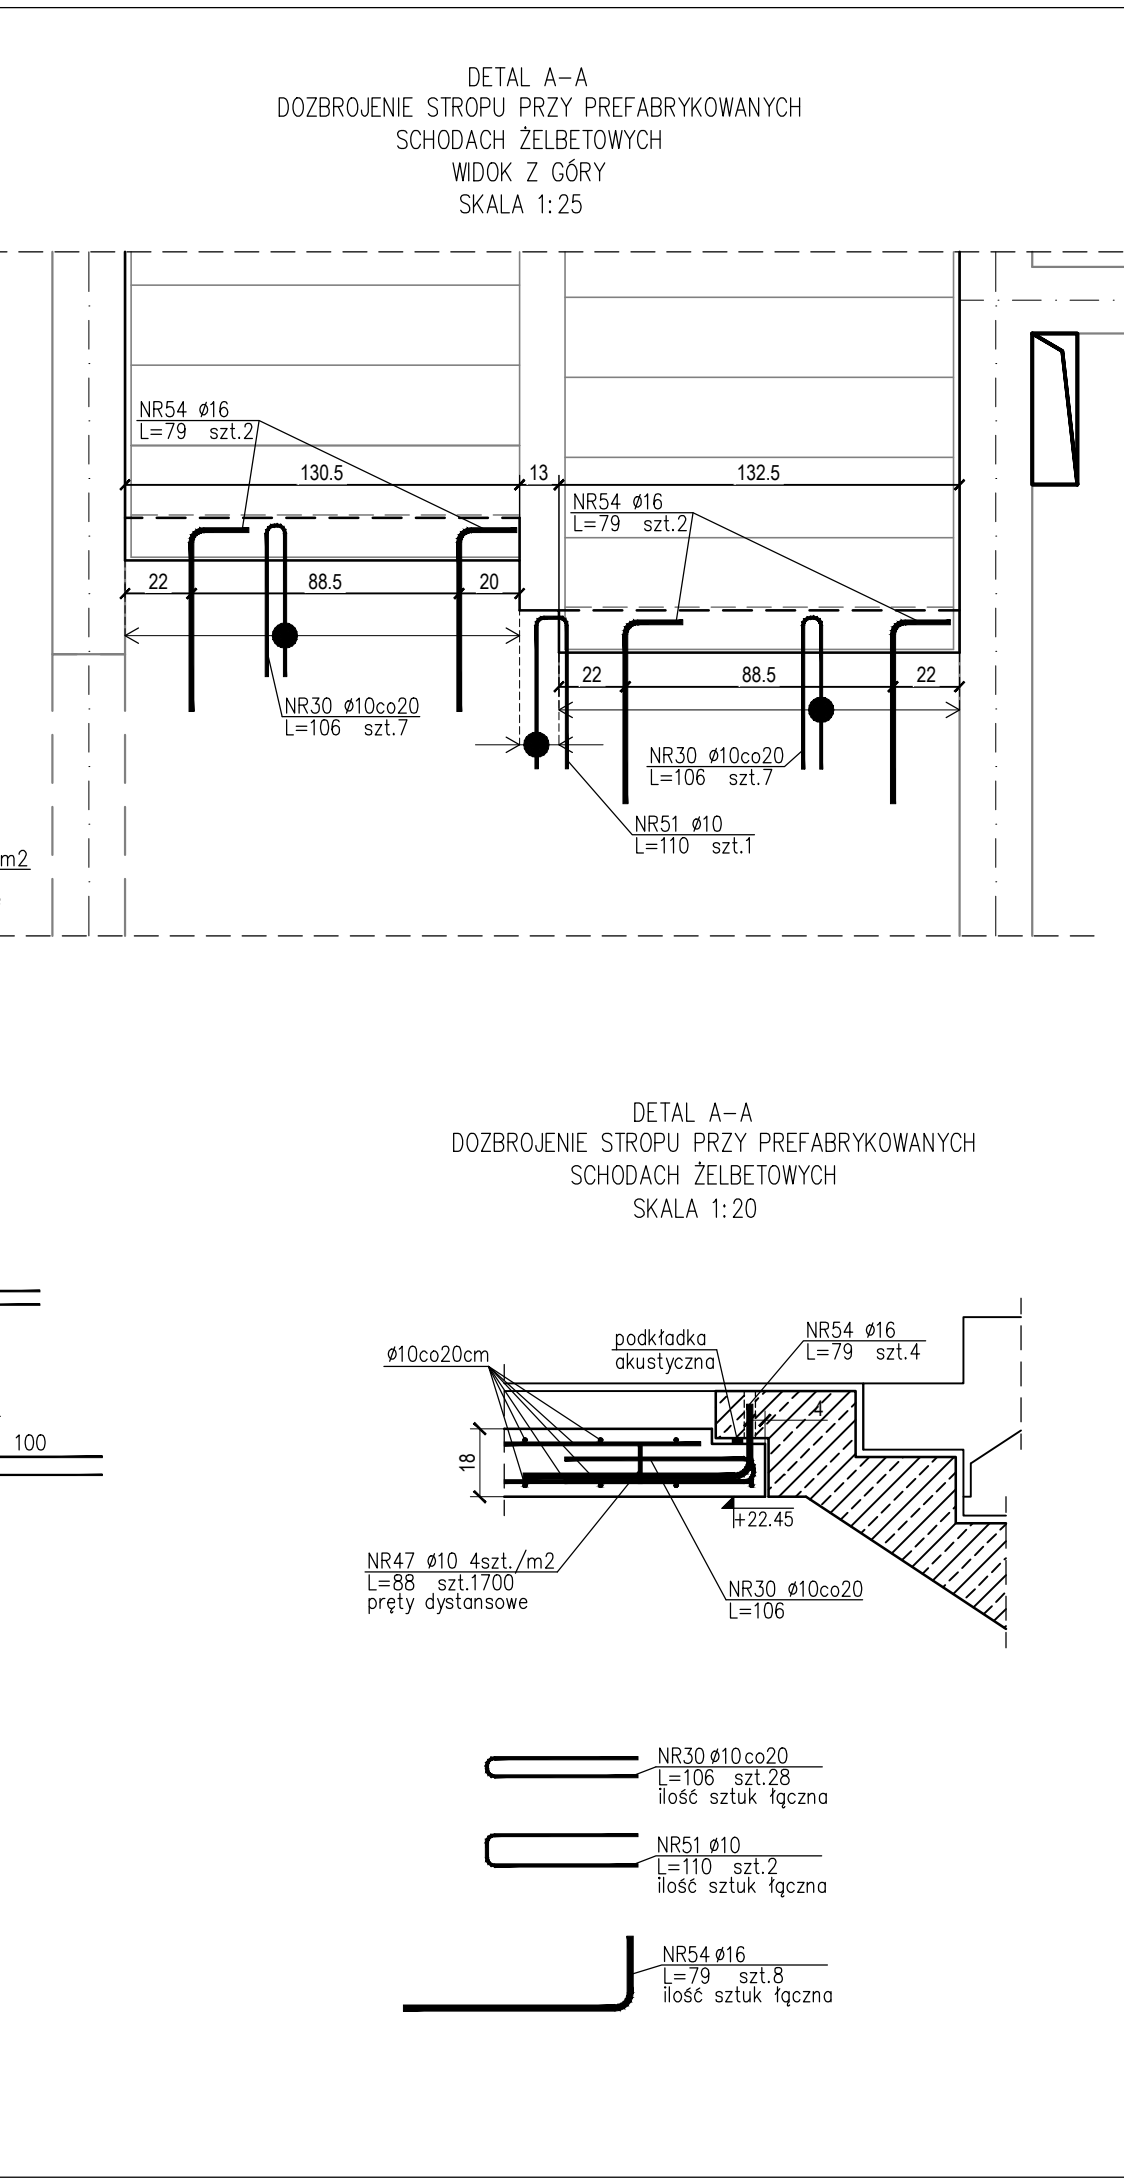 DETAL A-A
DOZBROJENIE STROPU PRZY PREFABRYKOWANYCH
SCHODACH ŻELBETOWYCH
WIDOK Z GÓRY
SKALA 1:25
NR54 ø16
L=79 szt.2
130.5
13
132.5
NR54 ø16
L=79 szt.2
22
88.5
20
22
88.5
22
NR30 ø10co20
L=106 szt.7
NR30 ø10co20
L=106 szt.7
NR51 ø10
L=110 szt.1
m2
DETAL A-A
DOZBROJENIE STROPU PRZY PREFABRYKOWANYCH
SCHODACH ŻELBETOWYCH
SKALA 1:20
ø10co20cm
podkładka
akustyczna
NR54 ø16
L=79 szt.4
4
100
18
+22.45
NR47 ø10 4szt./m2
L=88 szt.1700
pręty dystansowe
NR30 ø10co20
L=106
NR30 ø10co20
L=106 szt.28
ilość sztuk łączna
NR51 ø10
L=110 szt.2
ilość sztuk łączna
NR54 ø16
L=79 szt.8
ilość sztuk łączna